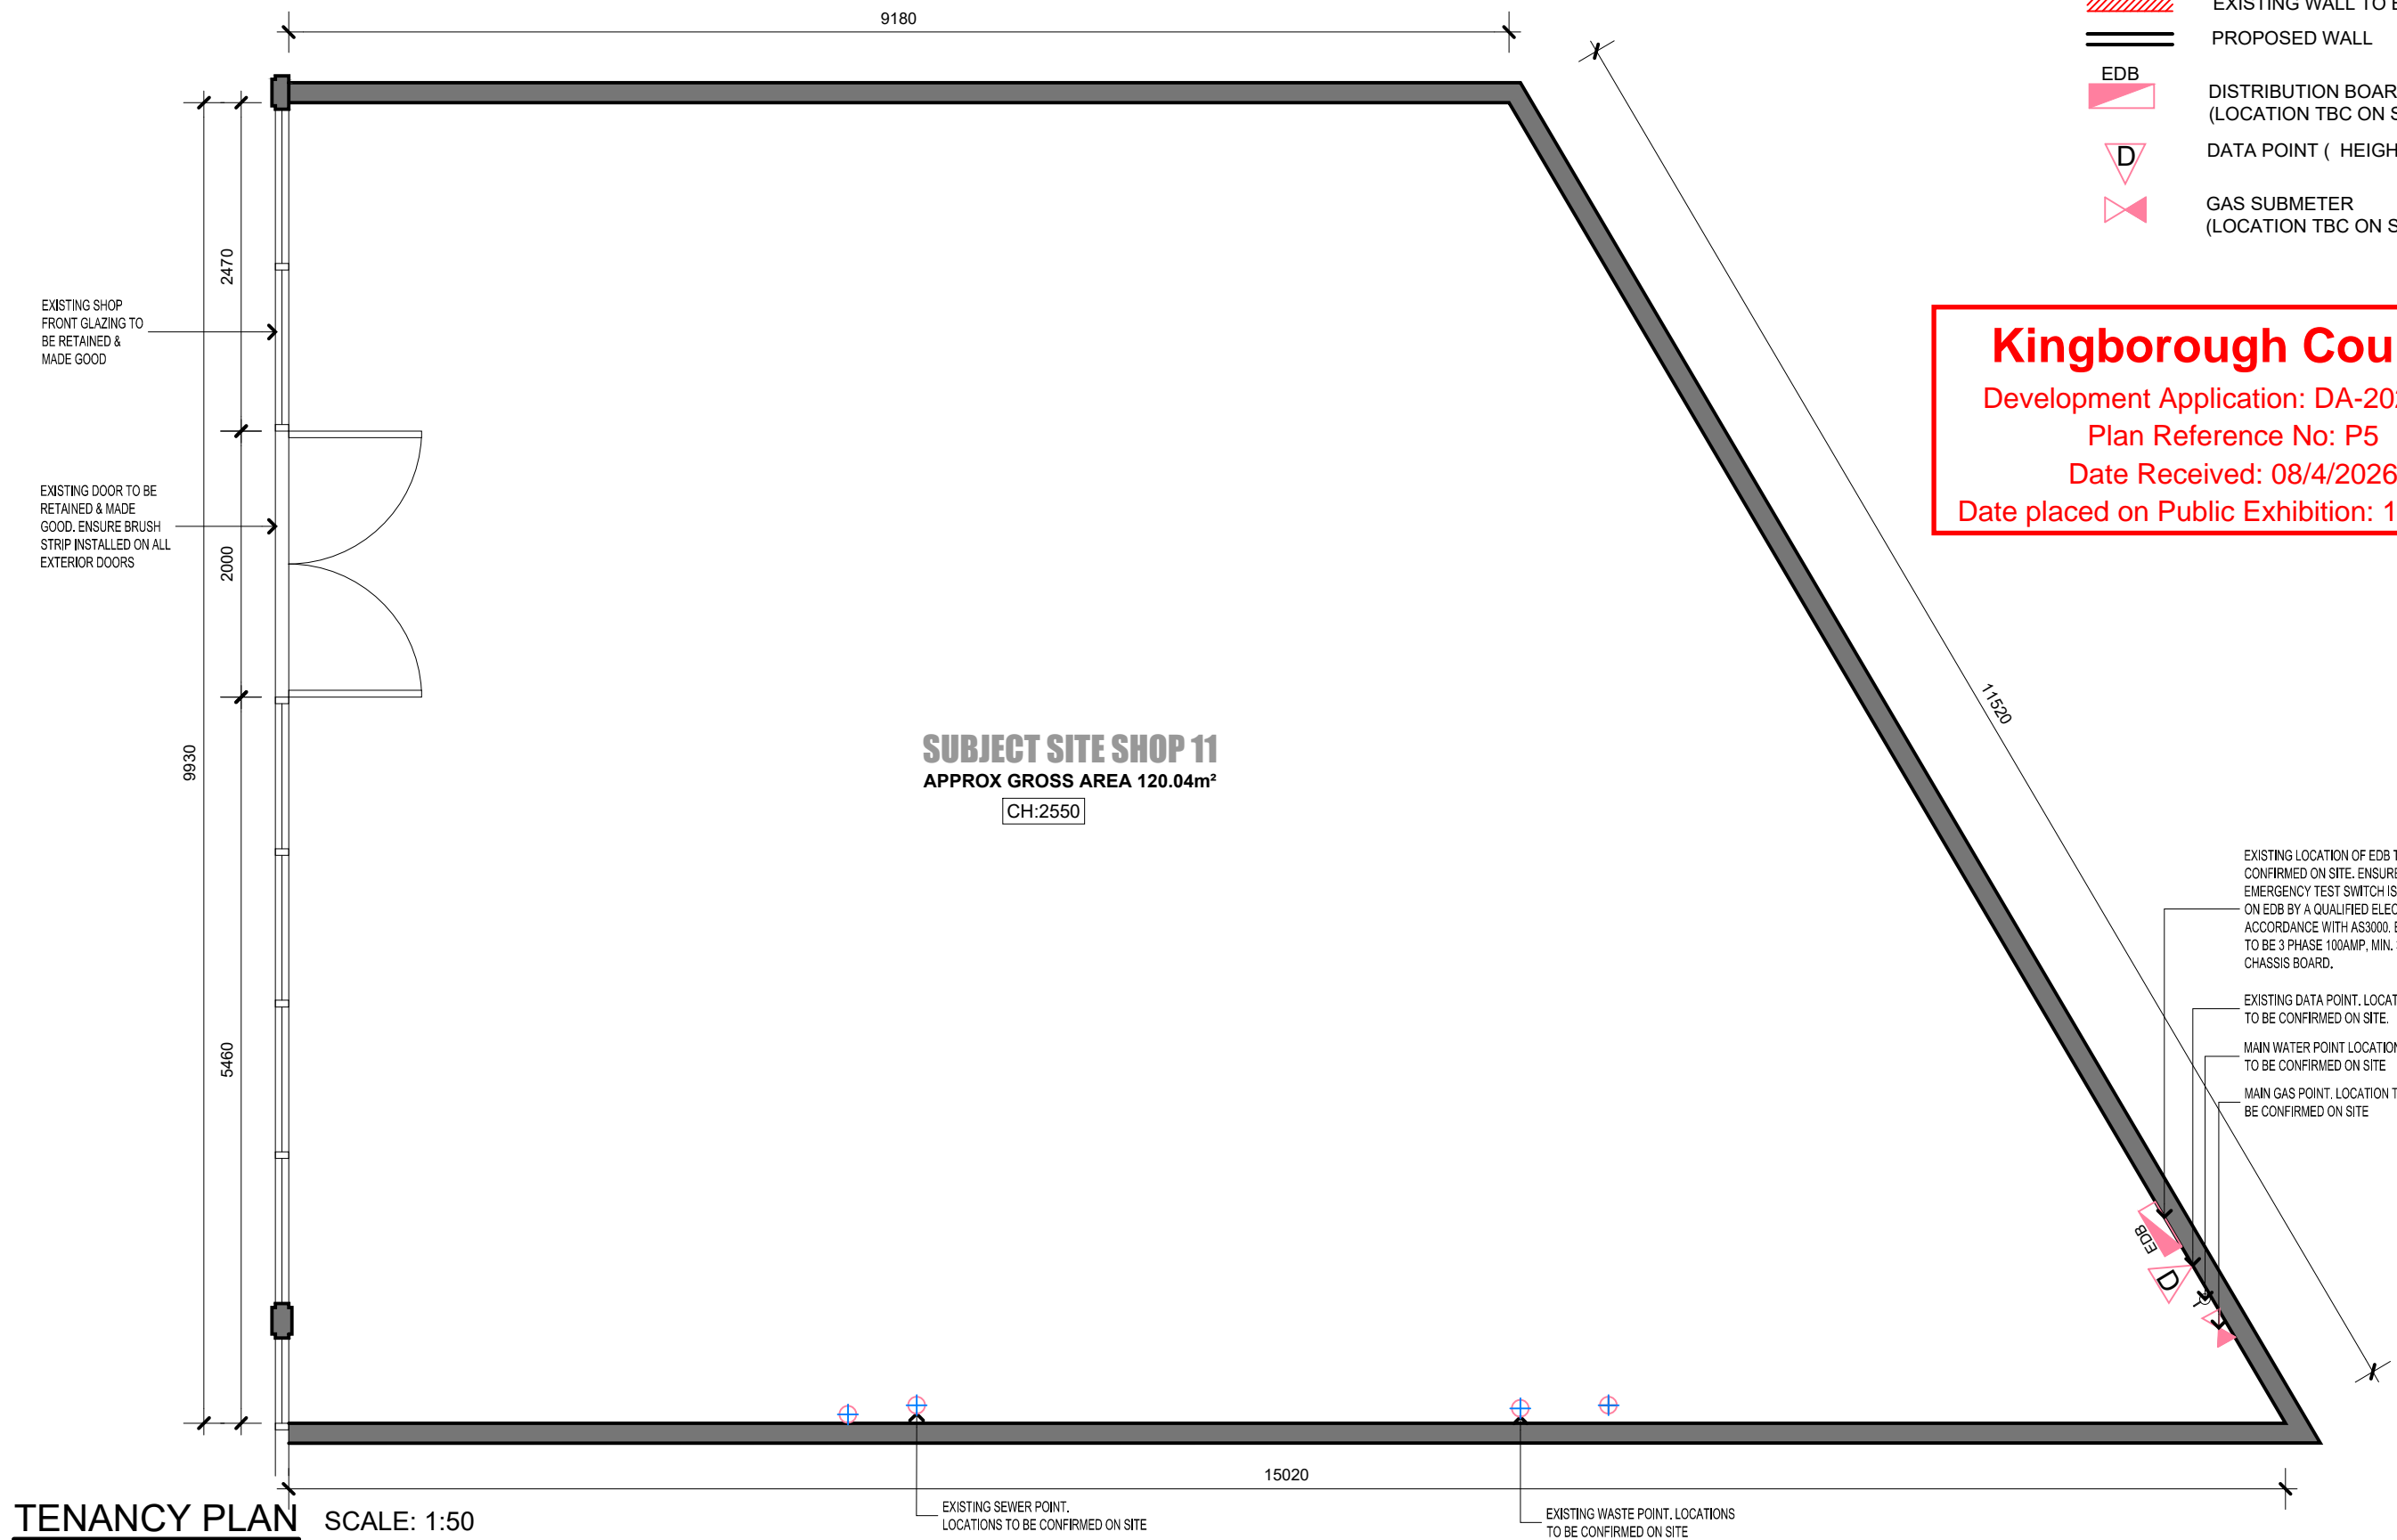 9180
EXISTING WALL TO
PROPOSED WALL
EDB
DISTRIBUTION
(LOCATION TBC ON
D
DATA POINT (
GAS SUBMETER
(LOCATION TBC ON
Kingborough
Development Application:
Plan Reference No: P5
Date Received: 08/4/2026
Date placed on Public Exhibition:
2470
EXISTING SHOP
FRONT GLAZING TO
BE RETAINED &
MADE GOOD
EXISTING DOOR TO BE
RETAINED & MADE
GOOD. ENSURE BRUSH
STRIP INSTALLED ON ALL
EXTERIOR DOORS
2000
9930
5460
11520
SUBJECT SITE SHOP 11
APPROX GROSS AREA 120.04m²
CH:2550
EXISTING LOCATION OF EDB
CONFIRMED ON SITE. ENSURE
EMERGENCY TEST SWITCH IS
ON EDB BY A QUALIFIED
ACCORDANCE WITH AS3000.
TO BE 3 PHASE 100AMP, MIN.
CHASSIS BOARD.
EXISTING DATA POINT.
TO BE CONFIRMED ON SITE.
MAIN WATER POINT LOCATION
TO BE CONFIRMED ON SITE
MAIN GAS POINT. LOCATION
BE CONFIRMED ON SITE
EDB
D
15020
EXISTING SEWER POINT.
LOCATIONS TO BE CONFIRMED ON SITE
EXISTING WASTE POINT. LOCATIONS
TO BE CONFIRMED ON SITE
TENANCY PLAN SCALE: 1:50